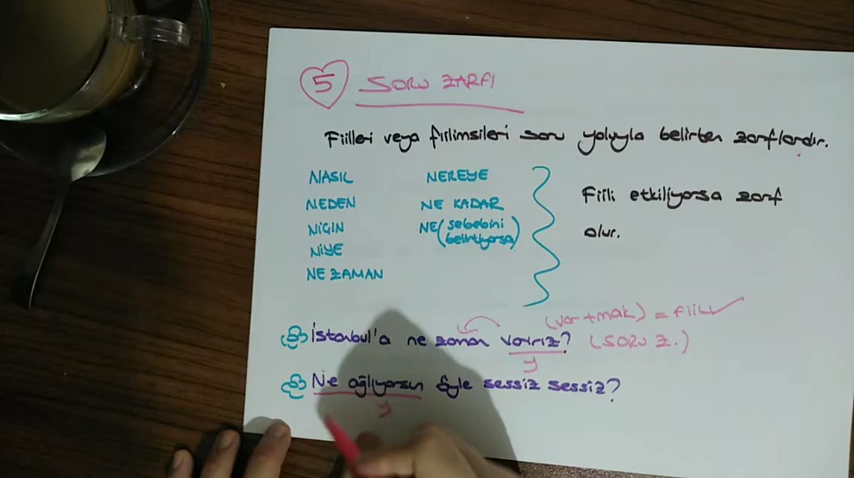 5 SORU ZARFI
Fiilleri veya fiilimsileri soru yoluyla belirten zarflardır.
NASIL
NEDEN
NİÇİN
NİYE
NE ZAMAN
NEREYE
NE KADAR
NE (sebebini belirtiyorsa)
Fiili etkiliyorsa zarf
olur.
(var + mak) = FİİLL
İstanbul'a ne zaman varırız? (SORU Z.)
y
Ne ağlıyorsun öyle sessiz sessiz?
y